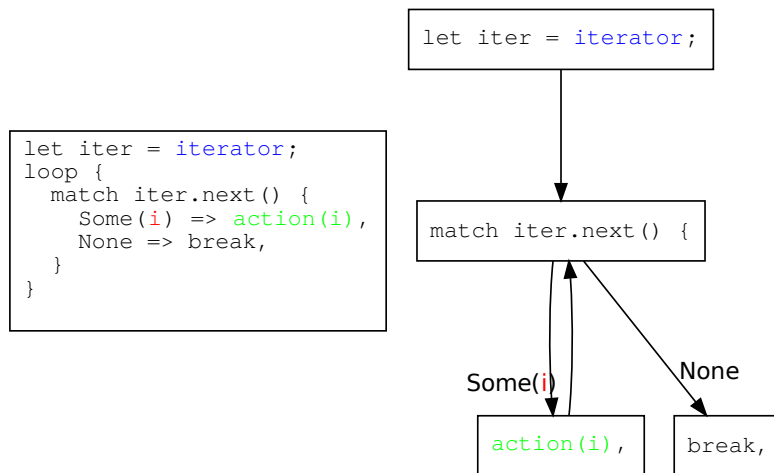 let iter = iterator;
let iter = iterator;
loop {
  match iter.next() {
    Some(i) => action(i),
    None => break,
  }
}
match iter.next() {
Some(i)
None
action(i),
break,